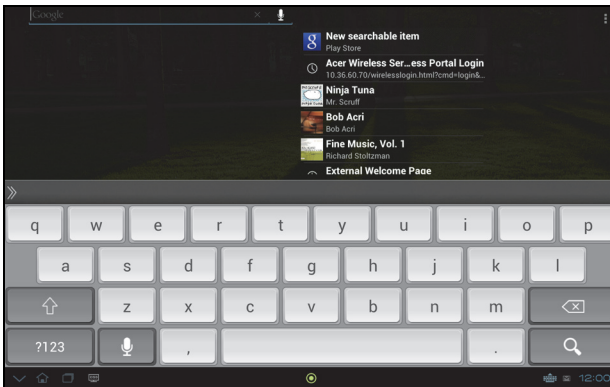 Google
New searchable item
Play Store
Acer Wireless Ser...ess Portal Login
10.36.60.70/wirelesslogin.html?cmd=login&...
Ninja Tuna
Mr. Scruff
Bob Acri
Bob Acri
Fine Music, Vol. 1
Richard Stoltzman
External Welcome Page
q w e r t y u i o p
a s d f g h j k l
z x c v b n m
?123 , .
12:00